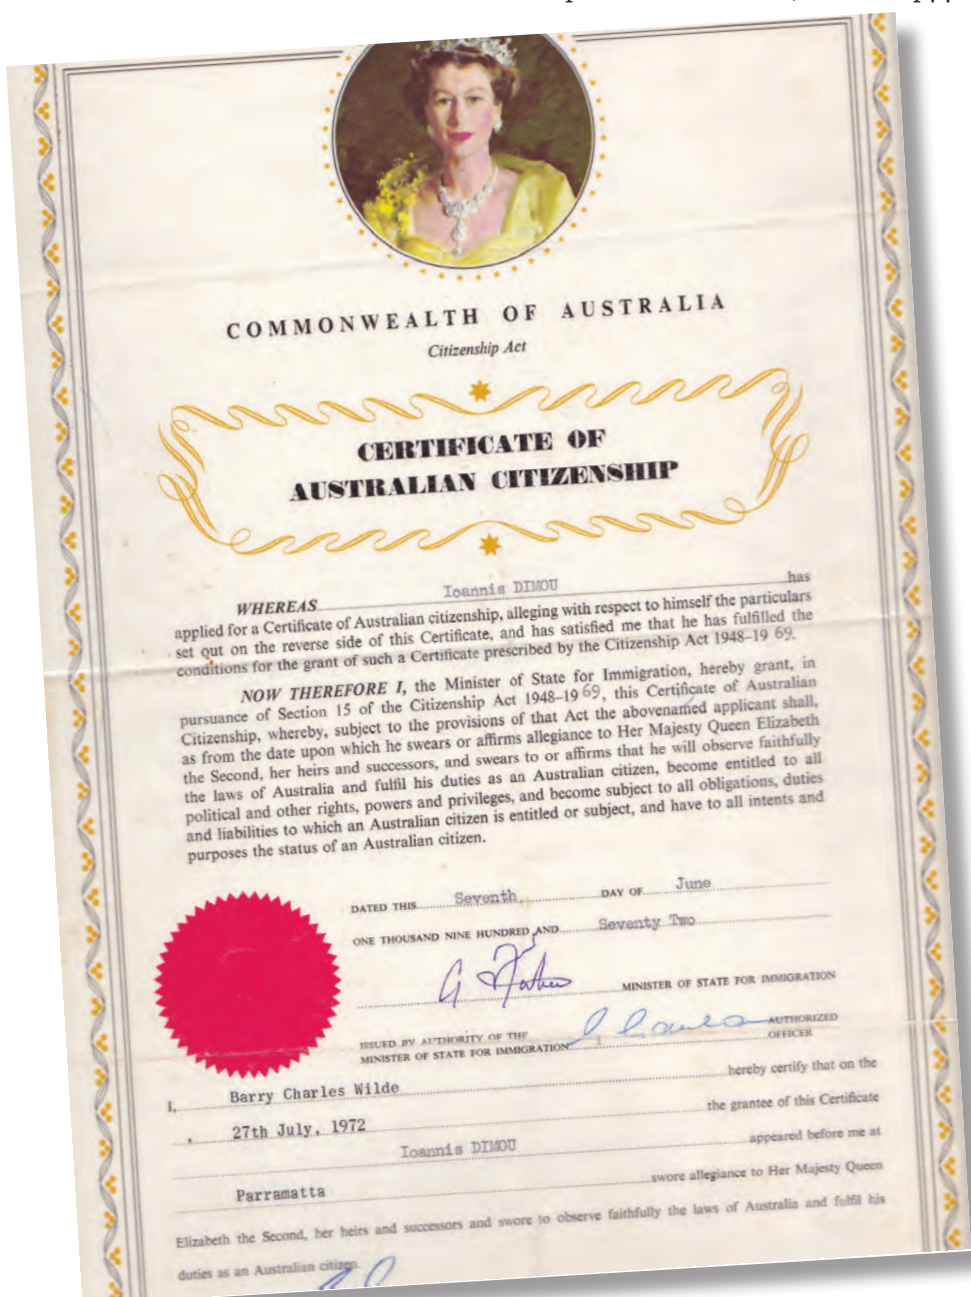 COMMONWEALTH OF AUSTRALIA
Citizenship Act
CERTIFICATE OF
AUSTRALIAN CITIZENSHIP
WHEREAS Ioannis DIMOU has
applied for a Certificate of Australian citizenship, alleging with respect to himself the particulars
set out on the reverse side of this Certificate, and has satisfied me that he has fulfilled the
conditions for the grant of such a Certificate prescribed by the Citizenship Act 1948-19 69.
NOW THEREFORE I, the Minister of State for Immigration, hereby grant, in
pursuance of Section 15 of the Citizenship Act 1948-19 69, this Certificate of Australian
Citizenship, whereby, subject to the provisions of that Act the abovenamed applicant shall,
as from the date upon which he swears or affirms allegiance to Her Majesty Queen Elizabeth
the Second, her heirs and successors, and swears to or affirms that he will observe faithfully
the laws of Australia and fulfil his duties as an Australian citizen, become entitled to all
political and other rights, powers and privileges, and become subject to all obligations, duties
and liabilities to which an Australian citizen is entitled or subject, and have to all intents and
purposes the status of an Australian citizen.
DATED THIS Seventh, DAY OF June
ONE THOUSAND NINE HUNDRED AND Seventy Two
MINISTER OF STATE FOR IMMIGRATION
ISSUED BY AUTHORITY OF THE AUTHORIZED
MINISTER OF STATE FOR IMMIGRATION OFFICER
I, Barry Charles Wilde hereby certify that on the
27th July, 1972 the grantee of this Certificate
Ioannis DIMOU appeared before me at
Parramatta swore allegiance to Her Majesty Queen
Elizabeth the Second, her heirs and successors and swore to observe faithfully the laws of Australia and fulfil his
duties as an Australian citizen.